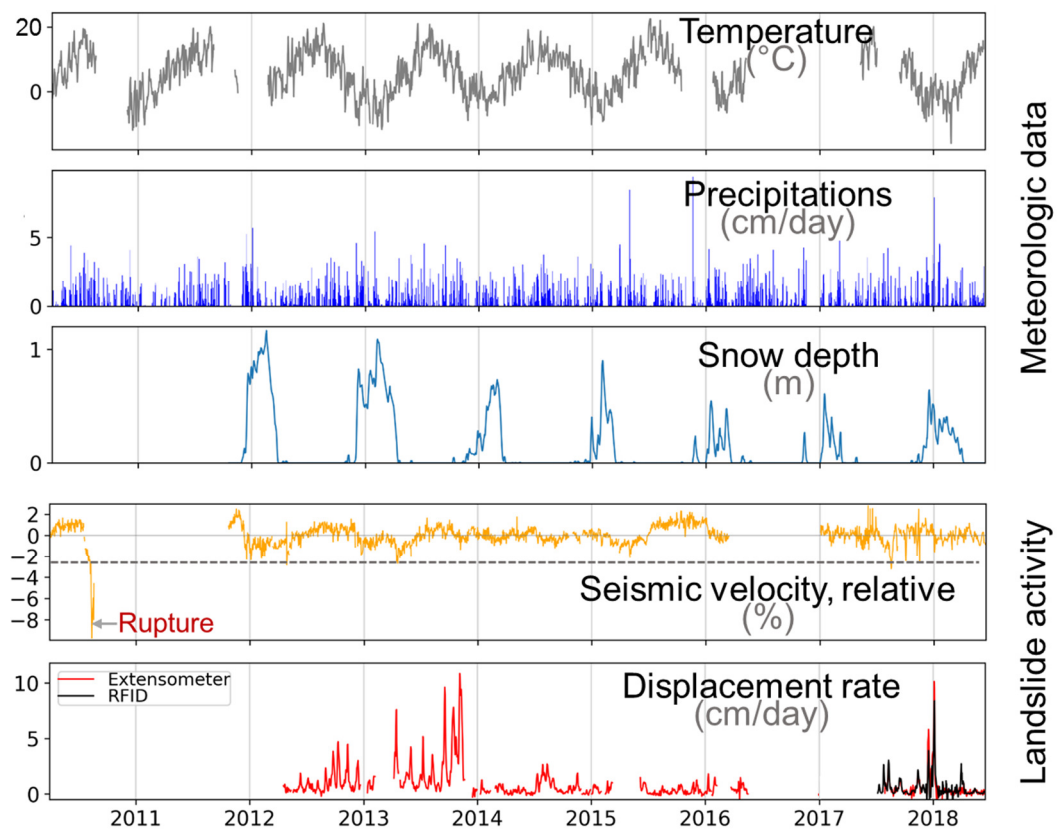 20
0
Temperature
(°C)
5
0
Precipitations
(cm/day)
1
0
Snow depth
(m)
Meteorologic data
2
0
−2
−4
−6
−8
Rupture
Seismic velocity, relative
(%)
10
5
0
Extensometer
RFID
Displacement rate
(cm/day)
Landslide activity
2011 2012 2013 2014 2015 2016 2017 2018